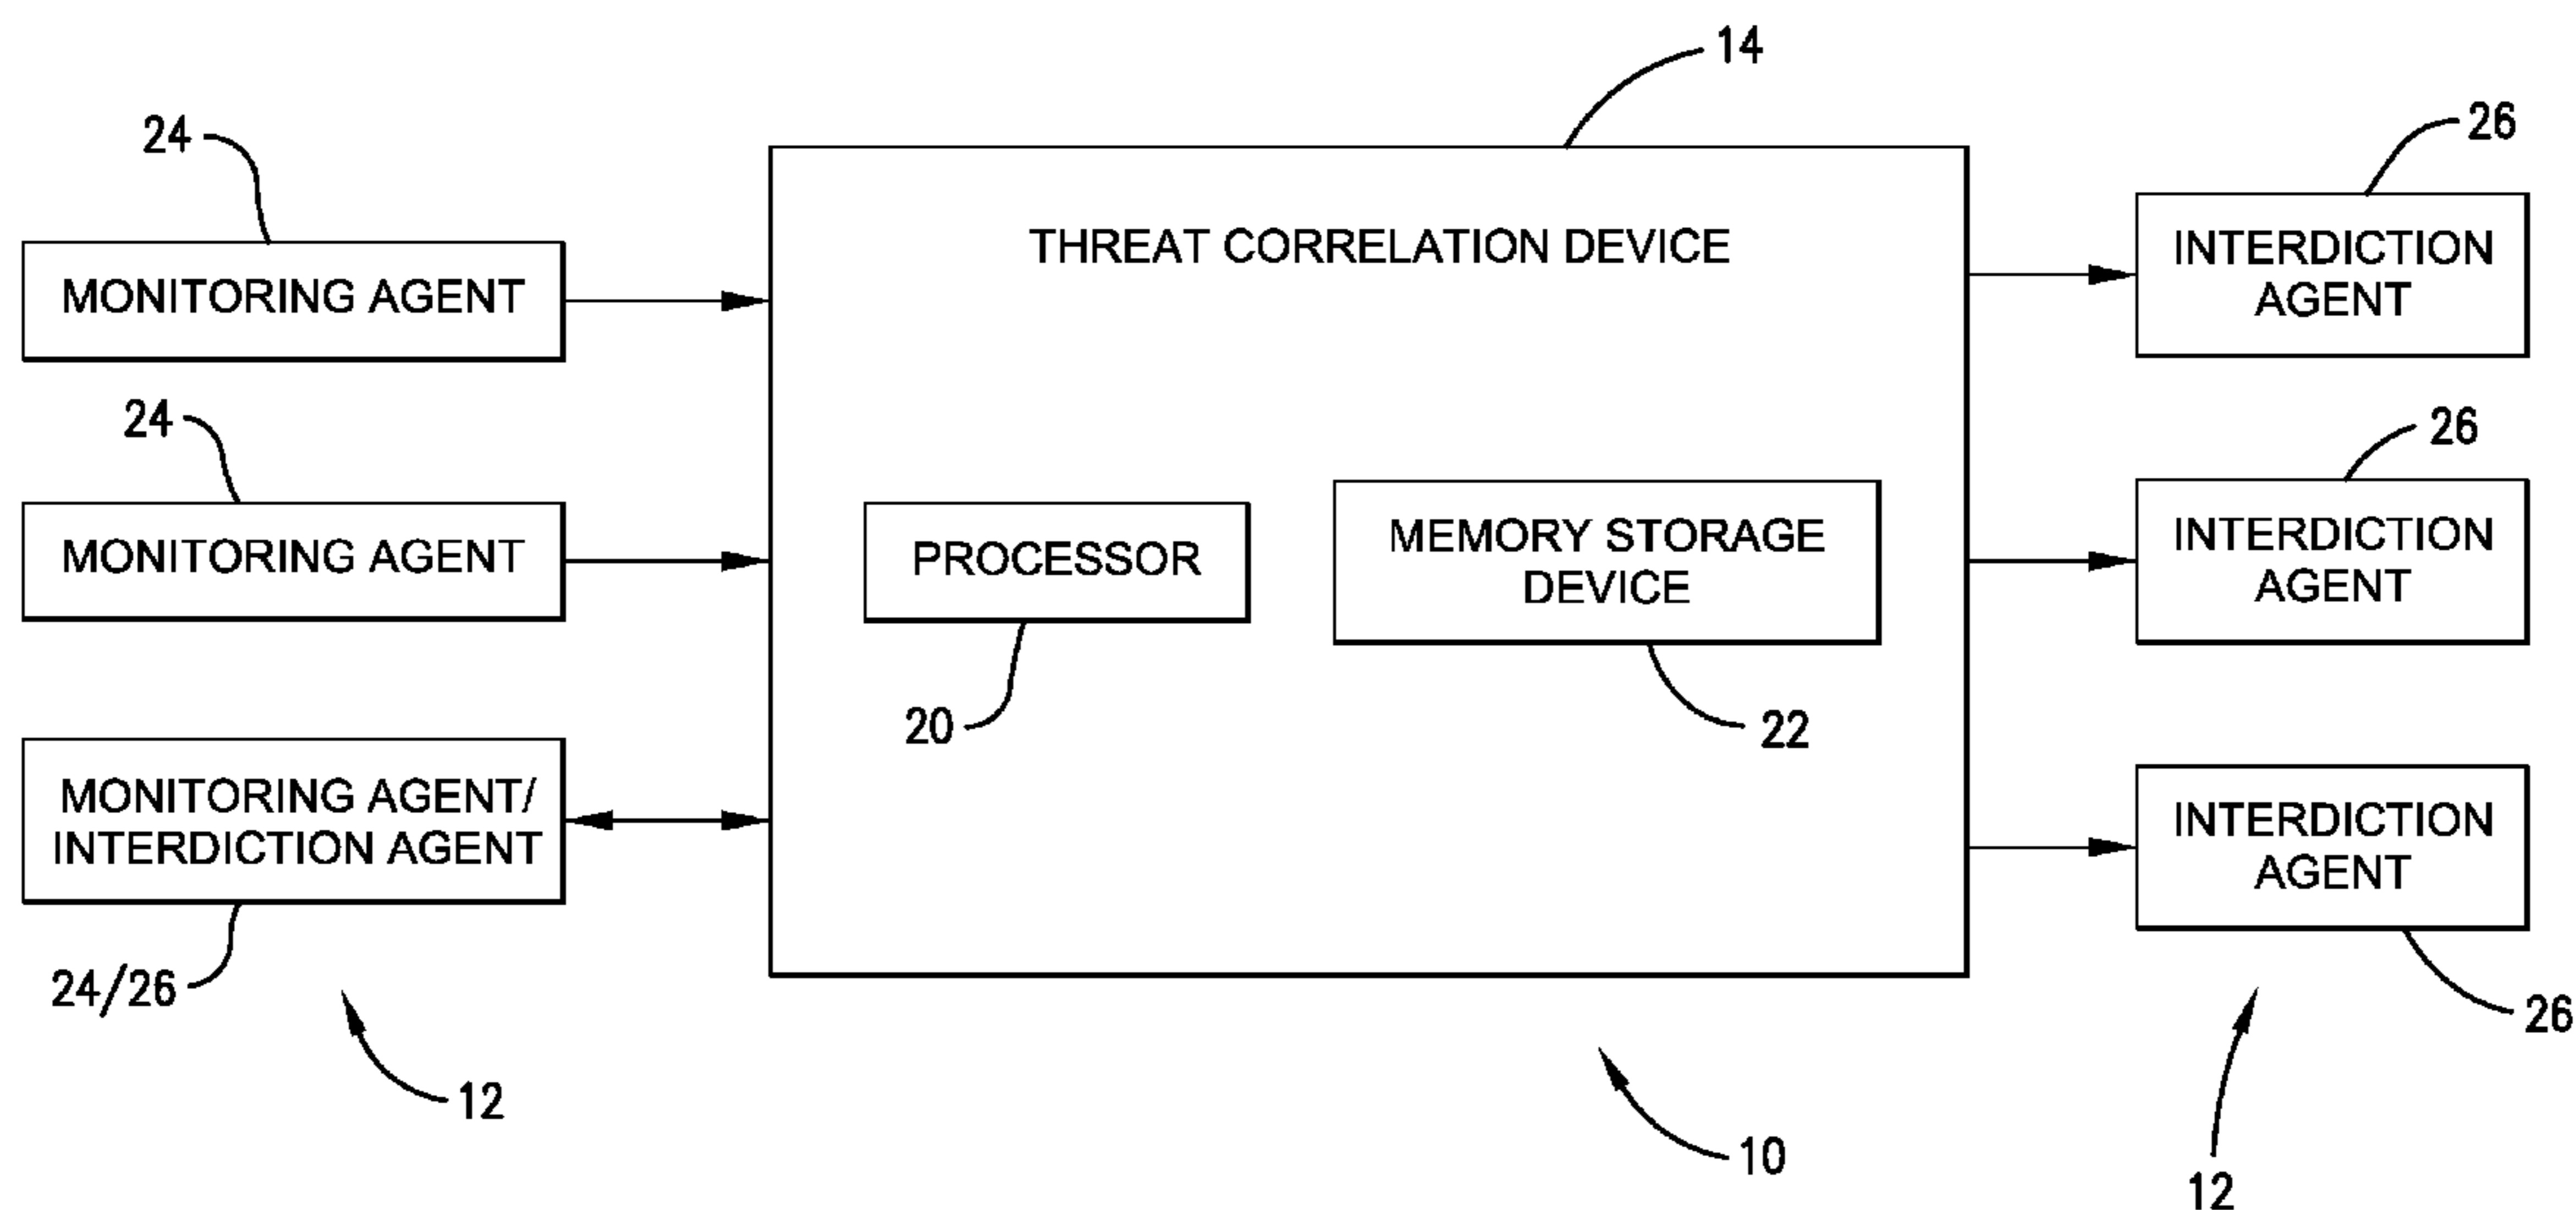 14
24
26
MONITORING AGENT
THREAT CORRELATION DEVICE
INTERDICTION
AGENT
24
26
MONITORING AGENT
PROCESSOR
MEMORY STORAGE
DEVICE
INTERDICTION
AGENT
20
22
MONITORING AGENT/
INTERDICTION AGENT
INTERDICTION
AGENT
24/26
26
12
10
12